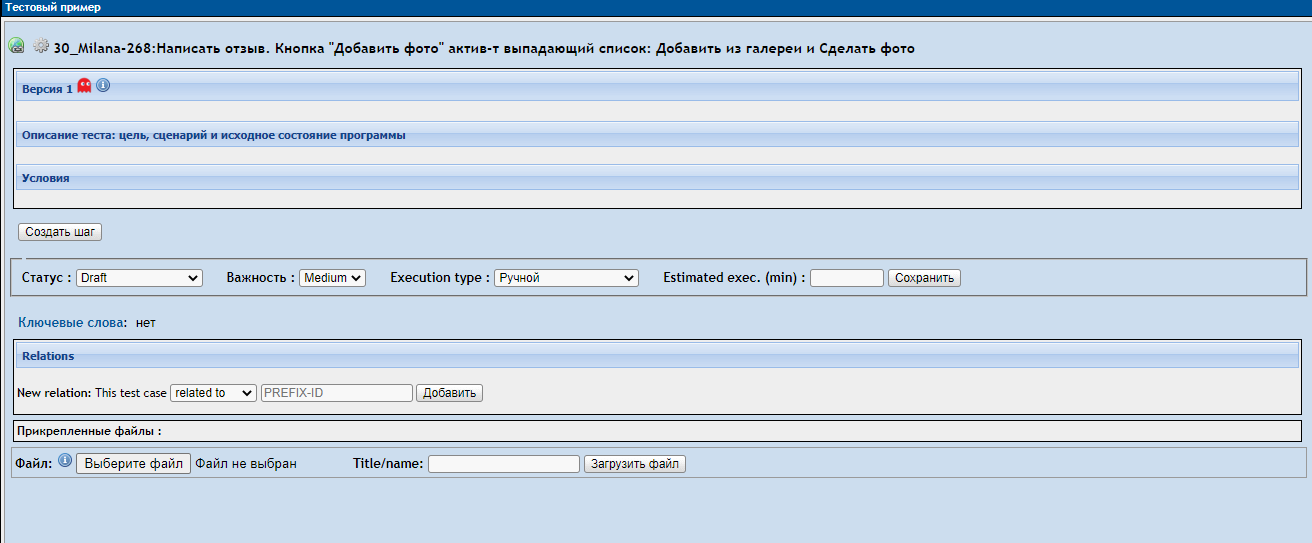 Тестовый пример
30_Milana-268:Написать отзыв. Кнопка "Добавить фото" актив-т выпадающий список: Добавить из галереи и Сделать фото
Версия 1
Описание теста: цель, сценарий и исходное состояние программы
Условия
Создать шаг
Статус : Draft Важность : Medium Execution type : Ручной Estimated exec. (min) : Сохранить
Ключевые слова: нет
Relations
New relation: This test case related to PREFIX-ID Добавить
Прикрепленные файлы :
Файл: Выберите файл Файл не выбран Title/name: Загрузить файл